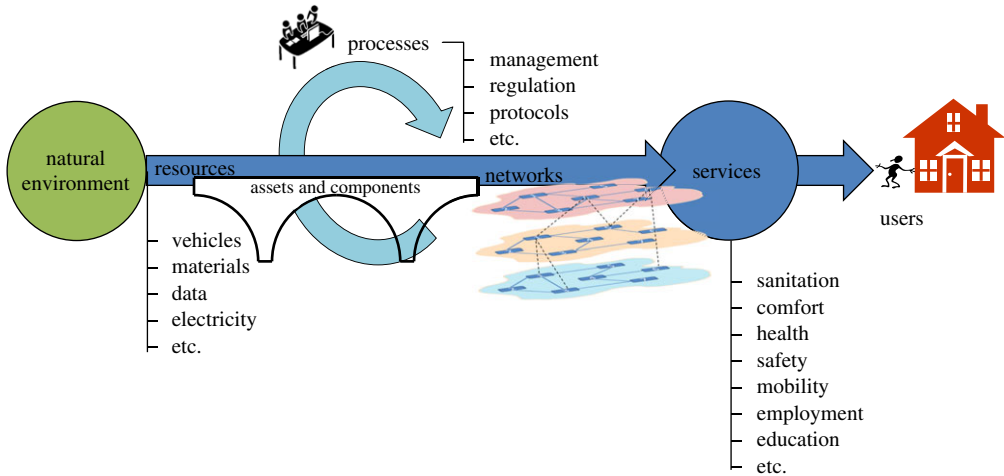 processes
management
regulation
protocols
etc.
natural
environment
resources
assets and components
networks
services
users
vehicles
materials
data
electricity
etc.
sanitation
comfort
health
safety
mobility
employment
education
etc.